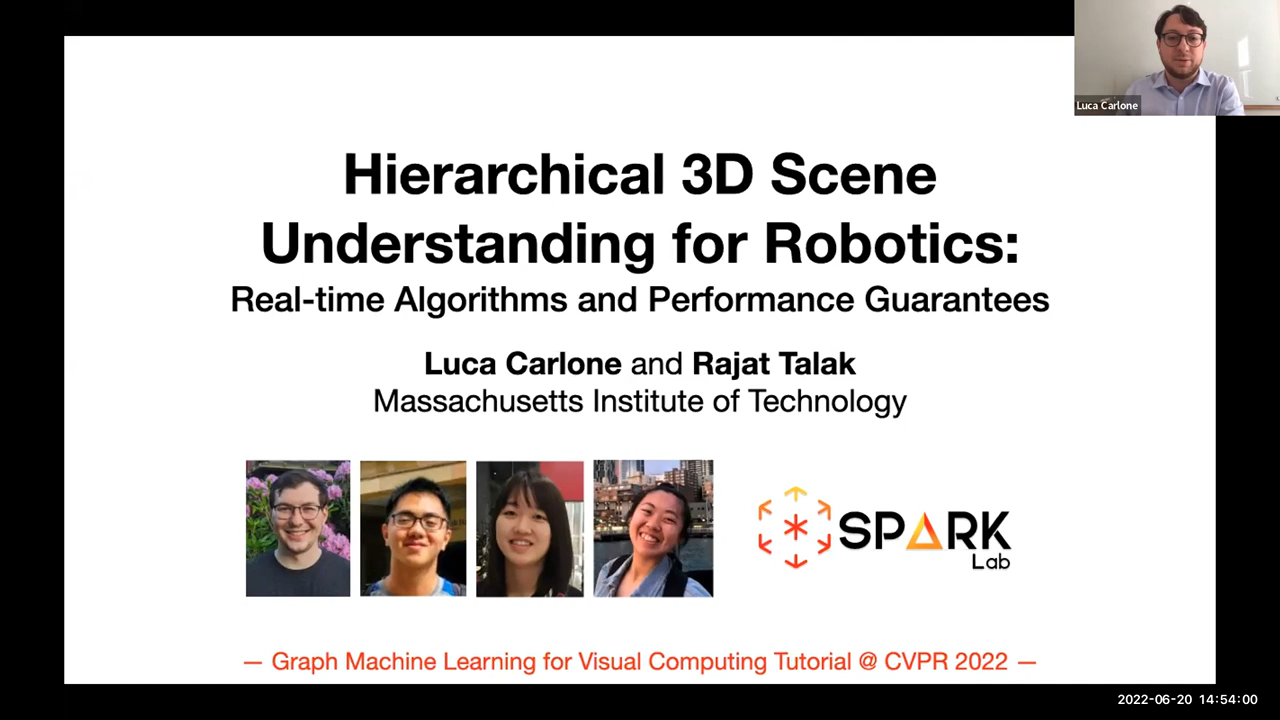 Luca Carlone
Hierarchical 3D Scene
Understanding for Robotics:
Real-time Algorithms and Performance Guarantees
Luca Carlone and Rajat Talak
Massachusetts Institute of Technology
SPARK
Lab
— Graph Machine Learning for Visual Computing Tutorial @ CVPR 2022 —
2022-06-20 14:54:00